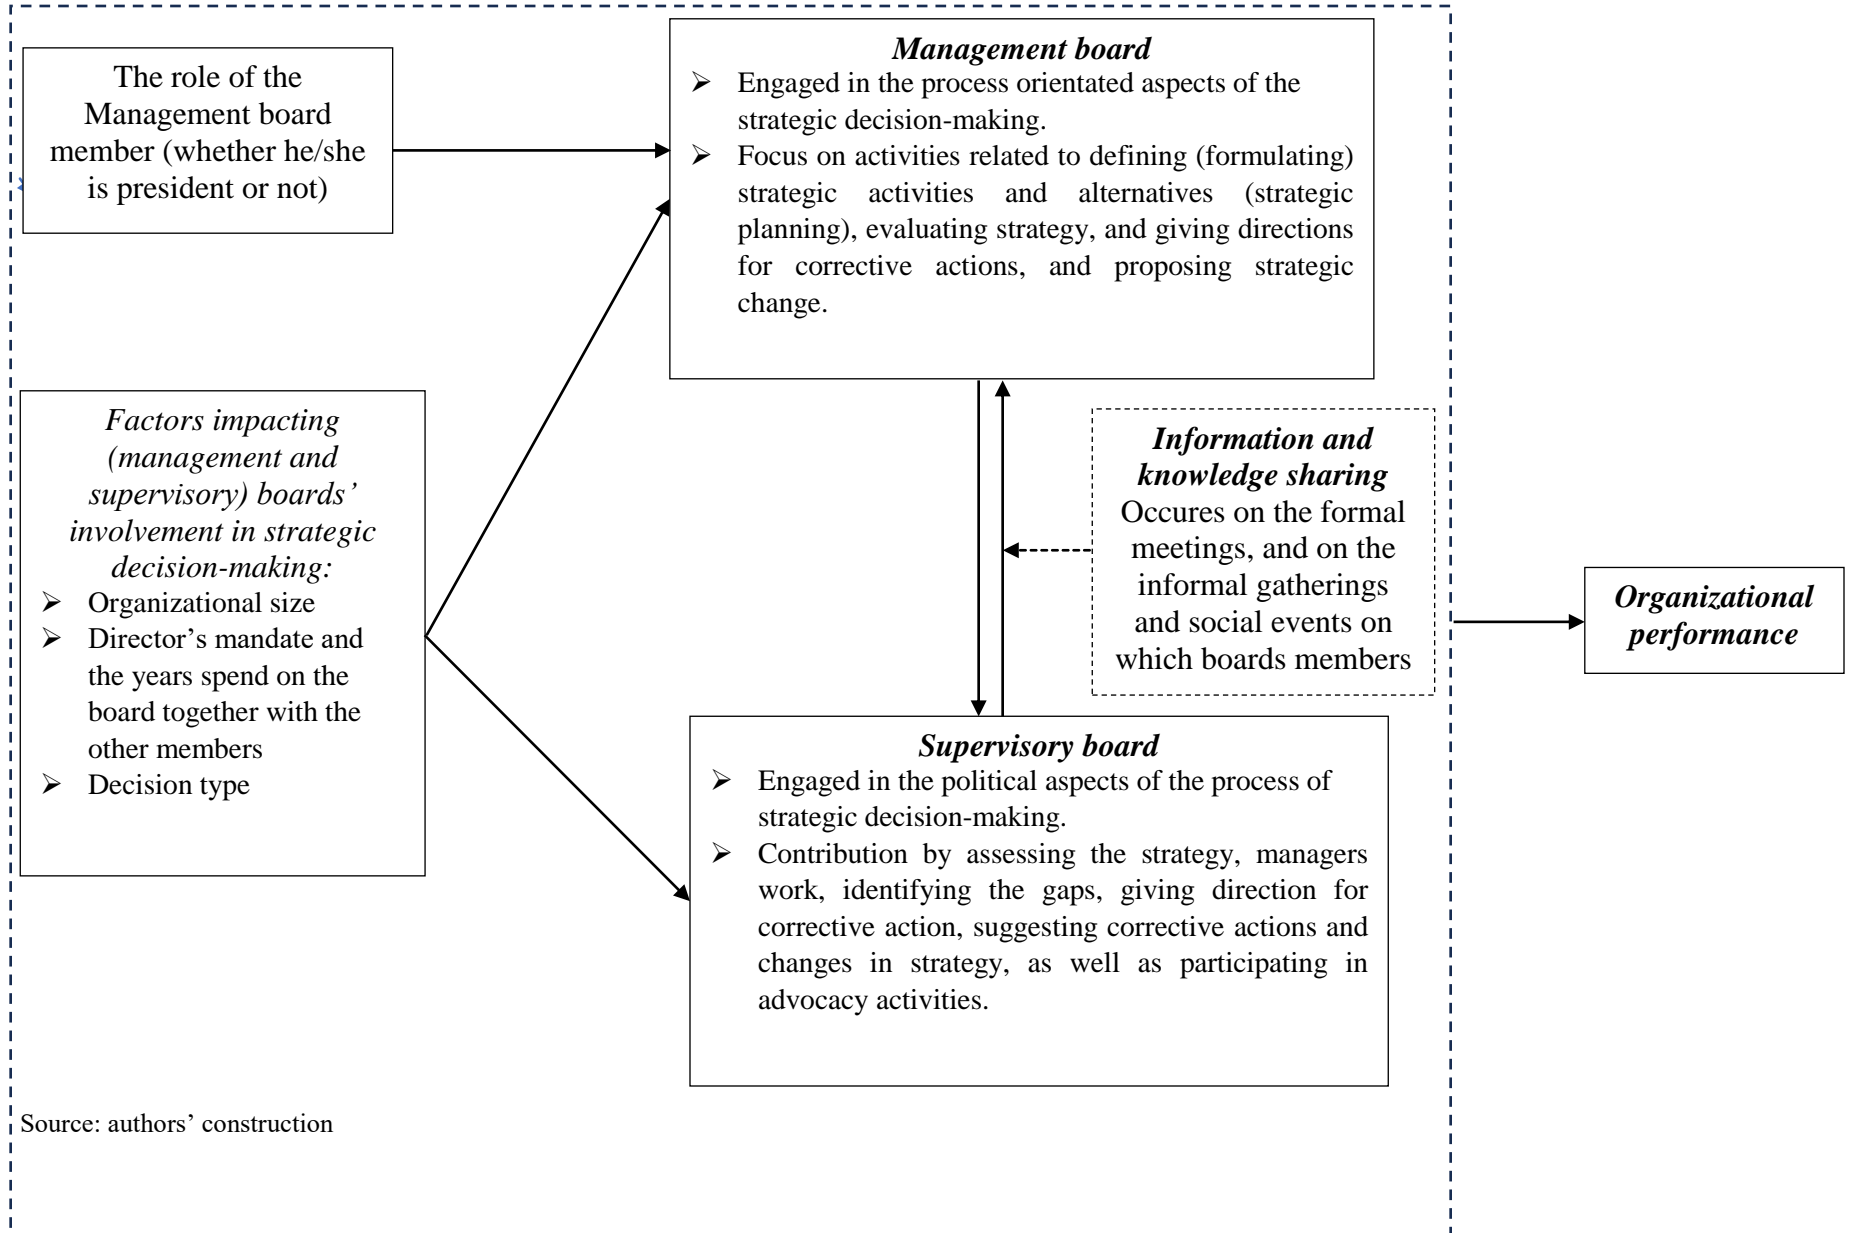 The role of the
Management board
member (whether he/she
is president or not)
Management board
➢ Engaged in the process orientated aspects of the
strategic decision-making.
➢ Focus on activities related to defining (formulating)
strategic activities and alternatives (strategic
planning), evaluating strategy, and giving directions
for corrective actions, and proposing strategic
change.
Factors impacting
(management and
supervisory) boards’
involvement in strategic
decision-making:
➢ Organizational size
➢ Director’s mandate and
the years spend on the
board together with the
other members
➢ Decision type
Information and
knowledge sharing
Occures on the formal
meetings, and on the
informal gatherings
and social events on
which boards members
Organizational
performance
Supervisory board
➢ Engaged in the political aspects of the process of
strategic decision-making.
➢ Contribution by assessing the strategy, managers
work, identifying the gaps, giving direction for
corrective action, suggesting corrective actions and
changes in strategy, as well as participating in
advocacy activities.
Source: authors’ construction